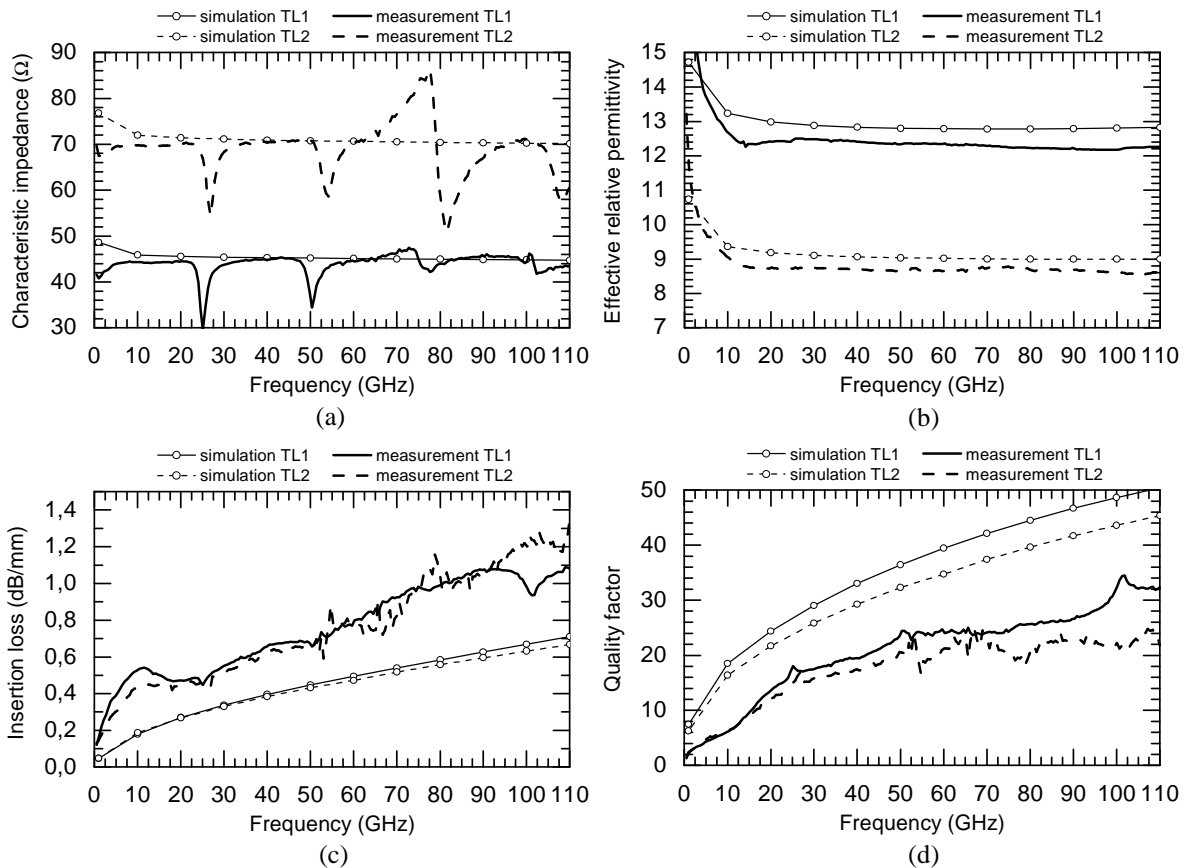 simulation TL1 measurement TL1
simulation TL2 measurement TL2
Characteristic impedance (Ω)
90
80
70
60
50
40
30
0 10 20 30 40 50 60 70 80 90 100 110
Frequency (GHz)
(a)
simulation TL1 measurement TL1
simulation TL2 measurement TL2
Effective relative permittivity
15
14
13
12
11
10
9
8
7
0 10 20 30 40 50 60 70 80 90 100 110
Frequency (GHz)
(b)
simulation TL1 measurement TL1
simulation TL2 measurement TL2
Insertion loss (dB/mm)
1,4
1,2
1,0
0,8
0,6
0,4
0,2
0,0
0 10 20 30 40 50 60 70 80 90 100 110
Frequency (GHz)
(c)
simulation TL1 measurement TL1
simulation TL2 measurement TL2
Quality factor
50
40
30
20
10
0
0 10 20 30 40 50 60 70 80 90 100 110
Frequency (GHz)
(d)